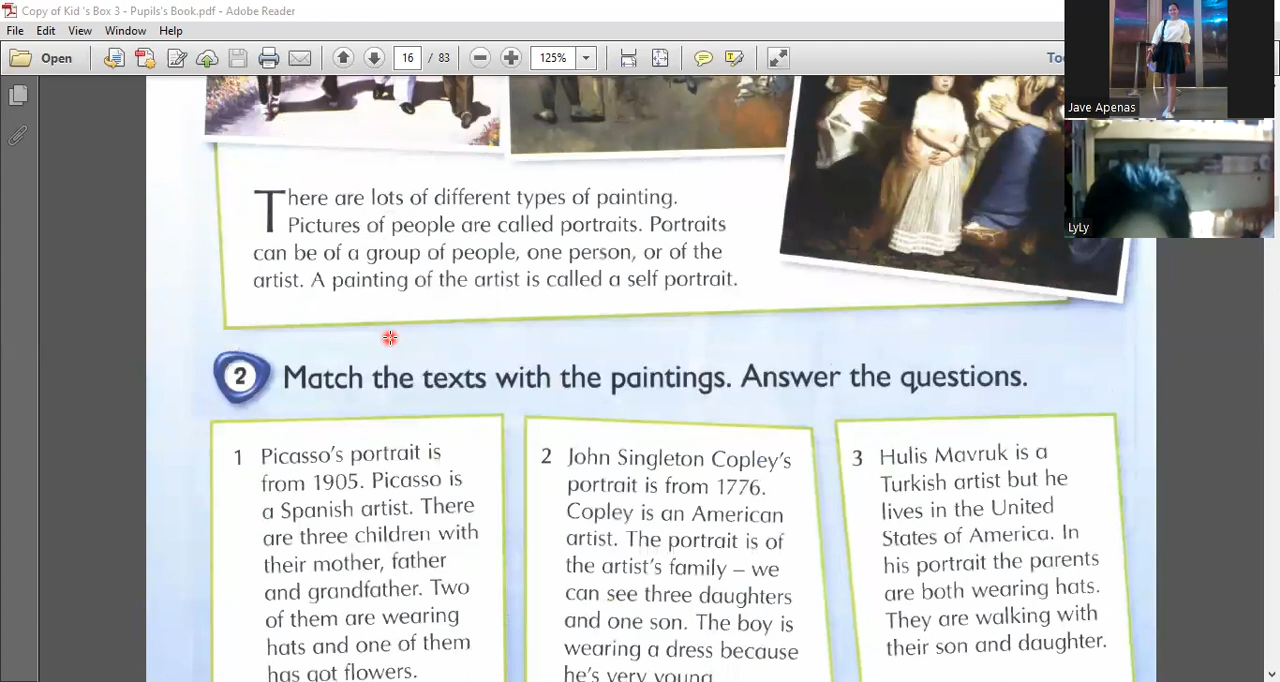 Copy of Kid 's Box 3 - Pupils's Book.pdf - Adobe Reader
File Edit View Window Help
Open 16 / 83 125%
Jave Apenas
LyLy
There are lots of different types of painting.
Pictures of people are called portraits. Portraits
can be of a group of people, one person, or of the
artist. A painting of the artist is called a self portrait.
2 Match the texts with the paintings. Answer the questions.
1 Picasso's portrait is
from 1905. Picasso is
a Spanish artist. There
are three children with
their mother, father
and grandfather. Two
of them are wearing
hats and one of them
has got flowers.
2 John Singleton Copley's
portrait is from 1776.
Copley is an American
artist. The portrait is of
the artist's family – we
can see three daughters
and one son. The boy is
wearing a dress because
he's very young
3 Hulis Mavruk is a
Turkish artist but he
lives in the United
States of America. In
his portrait the parents
are both wearing hats.
They are walking with
their son and daughter.